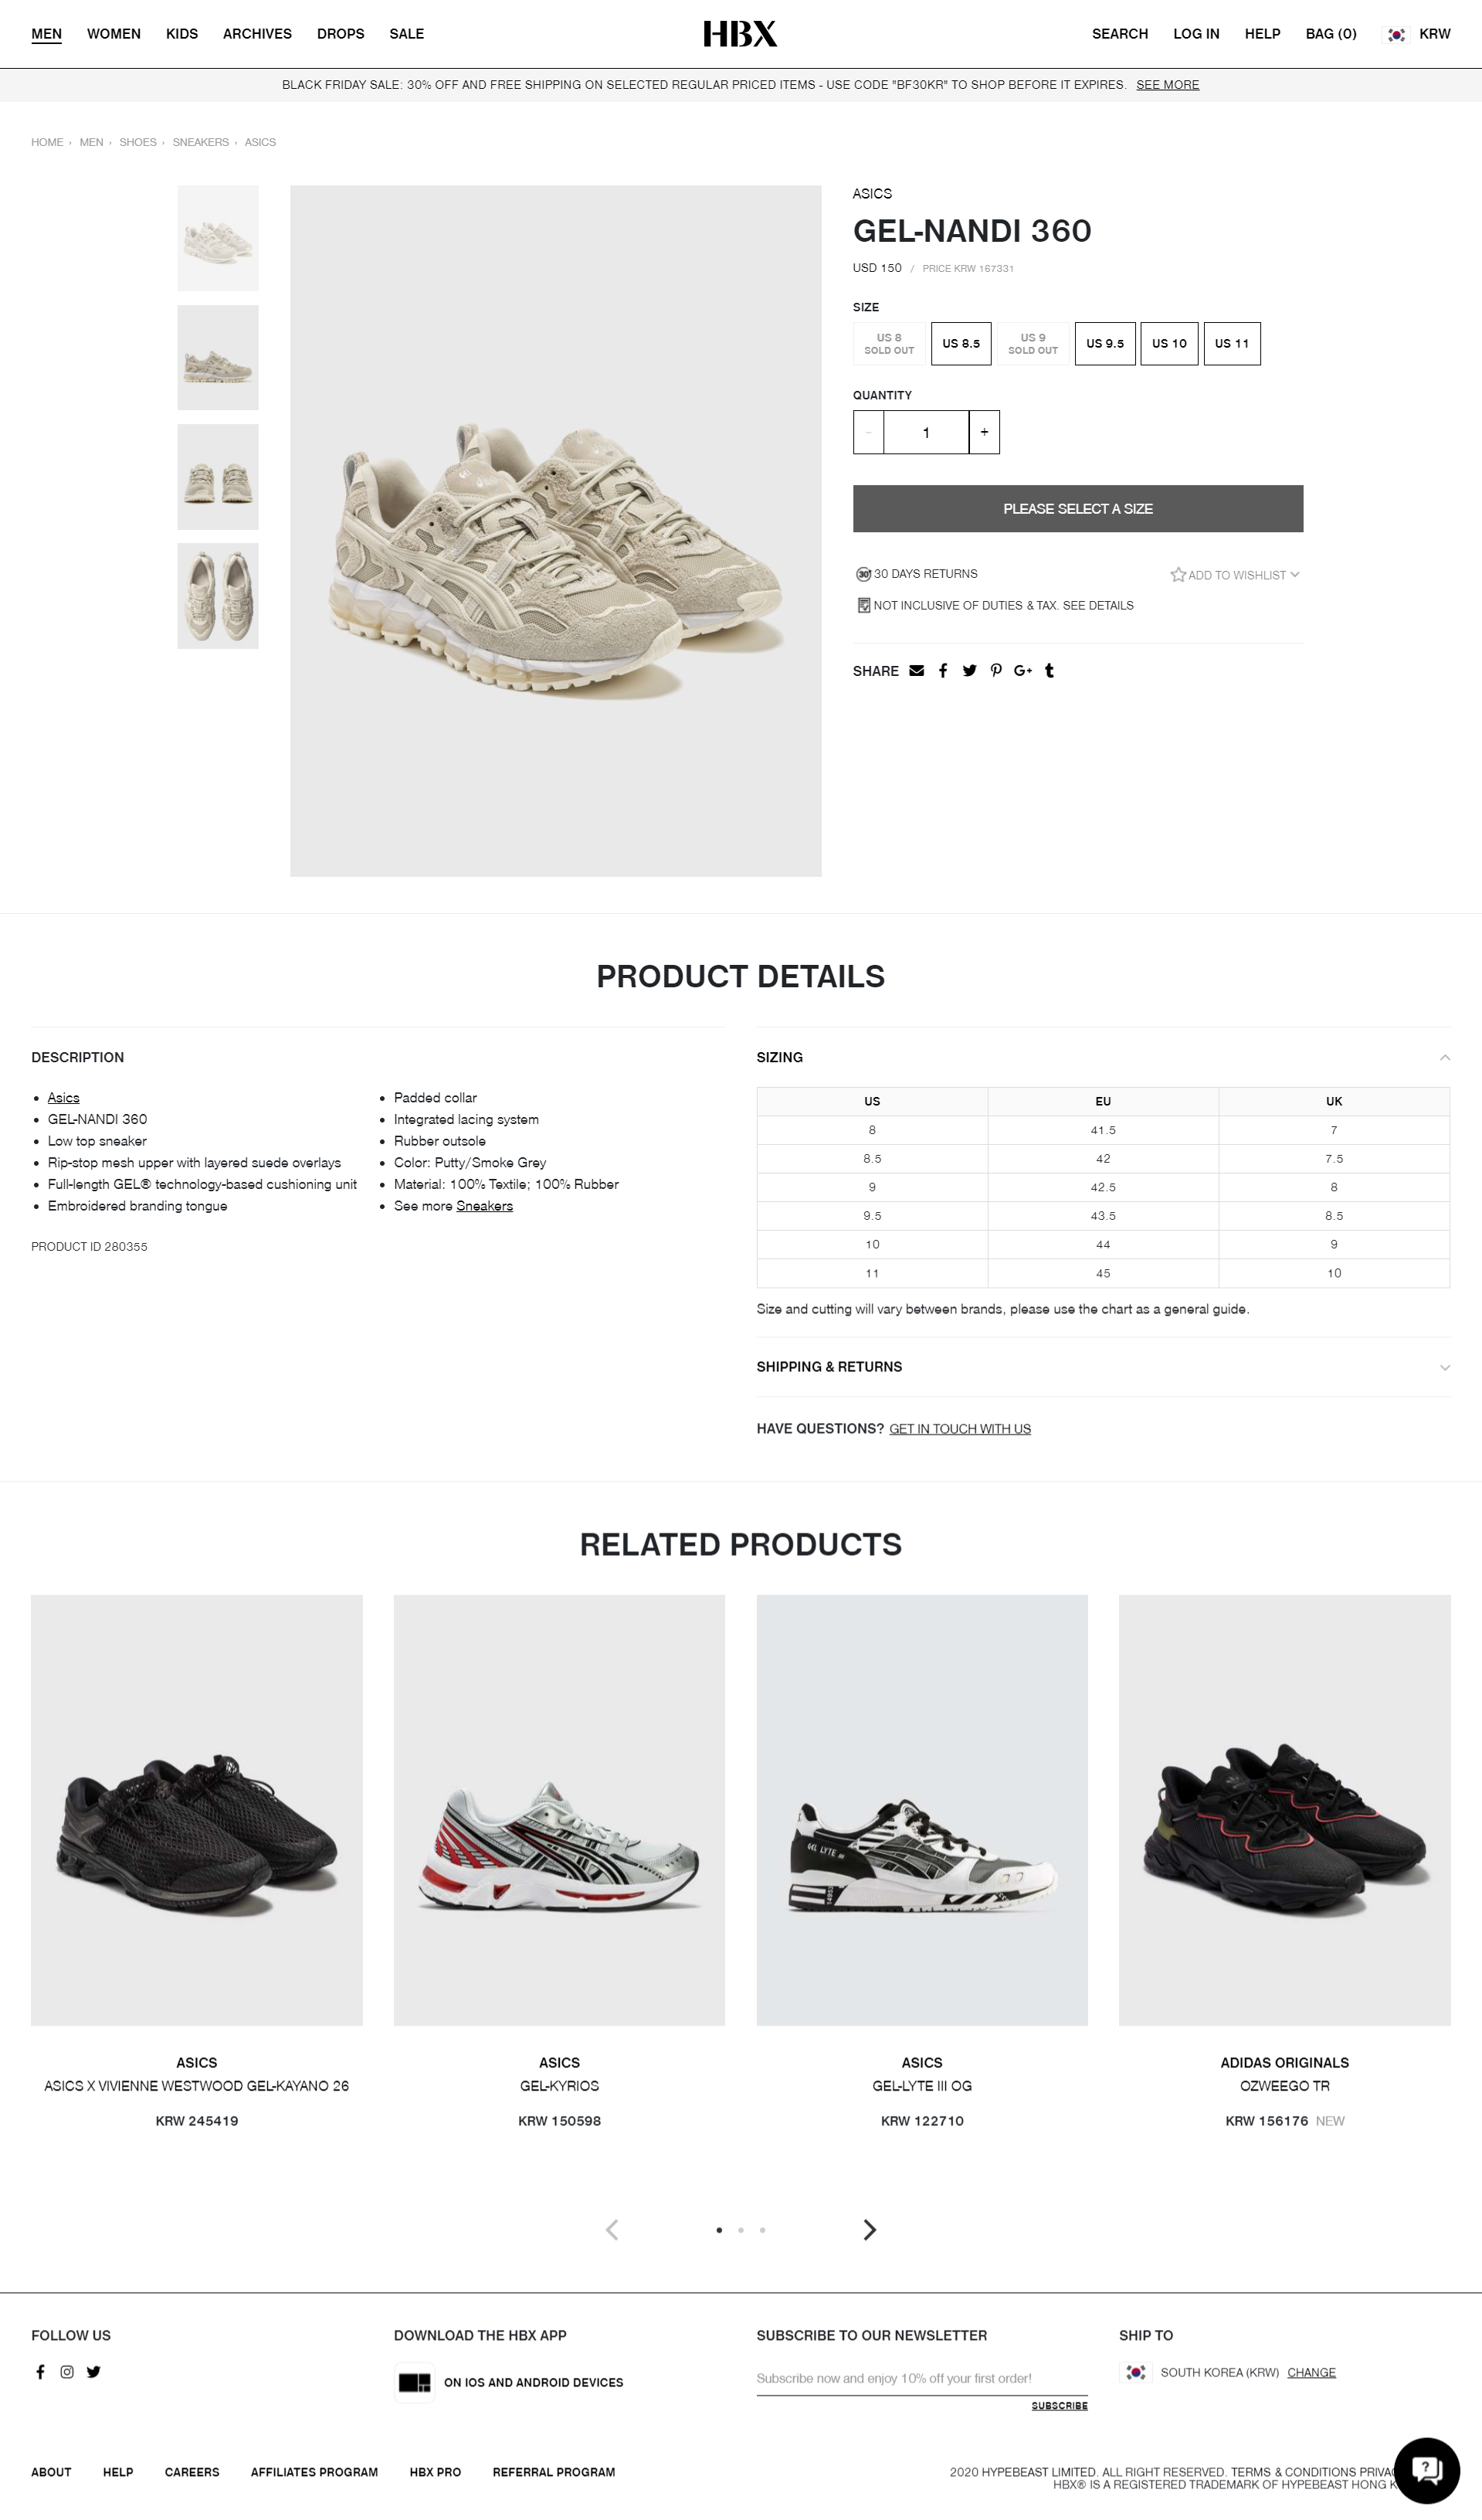 MEN WOMEN KIDS ARCHIVES DROPS SALE HBX SEARCH LOG IN HELP BAG (0) KRW
BLACK FRIDAY SALE: 30% OFF AND FREE SHIPPING ON SELECTED REGULAR PRICED ITEMS - USE CODE "BF30KR" TO SHOP BEFORE IT EXPIRES. SEE MORE
HOME › MEN › SHOES › SNEAKERS › ASICS
ASICS
GEL-NANDI 360
USD 150 / PRICE KRW 167331
SIZE
US 8 SOLD OUT US 8.5 US 9 SOLD OUT US 9.5 US 10 US 11
QUANTITY
- 1 +
PLEASE SELECT A SIZE
30 DAYS RETURNS ADD TO WISHLIST
NOT INCLUSIVE OF DUTIES & TAX. SEE DETAILS
SHARE
PRODUCT DETAILS
DESCRIPTION
• Asics
• GEL-NANDI 360
• Low top sneaker
• Rip-stop mesh upper with layered suede overlays
• Full-length GEL® technology-based cushioning unit
• Embroidered branding tongue
• Padded collar
• Integrated lacing system
• Rubber outsole
• Color: Putty/Smoke Grey
• Material: 100% Textile; 100% Rubber
• See more Sneakers
PRODUCT ID 280355
SIZING
US EU UK
8 41.5 7
8.5 42 7.5
9 42.5 8
9.5 43.5 8.5
10 44 9
11 45 10
Size and cutting will vary between brands, please use the chart as a general guide.
SHIPPING & RETURNS
HAVE QUESTIONS? GET IN TOUCH WITH US
RELATED PRODUCTS
GEL LYTE III
ASICS
ASICS X VIVIENNE WESTWOOD GEL-KAYANO 26
KRW 245419
ASICS
GEL-KYRIOS
KRW 150598
ASICS
GEL-LYTE III OG
KRW 122710
ADIDAS ORIGINALS
OZWEEGO TR
KRW 156176 NEW
FOLLOW US
DOWNLOAD THE HBX APP
ON IOS AND ANDROID DEVICES
SUBSCRIBE TO OUR NEWSLETTER
Subscribe now and enjoy 10% off your first order!
SUBSCRIBE
SHIP TO
SOUTH KOREA (KRW) CHANGE
ABOUT HELP CAREERS AFFILIATES PROGRAM HBX PRO REFERRAL PROGRAM
2020 HYPEBEAST LIMITED. ALL RIGHT RESERVED. TERMS & CONDITIONS
HBX® IS A REGISTERED TRADEMARK OF HYPEBEAST HONG